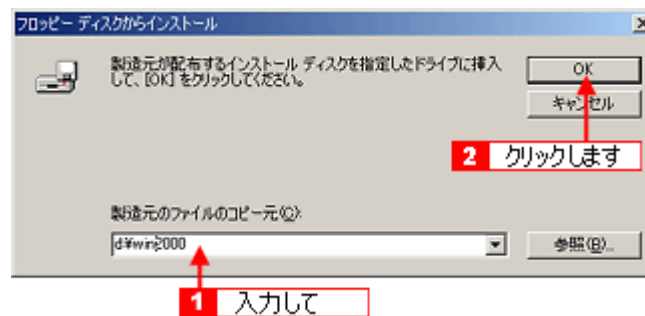 フロッピー ディスクからインストール
製造元が配布するインストール ディスクを指定したドライブに挿入
して、[OK] をクリックしてください。
OK
キャンセル
2 クリックします
製造元のファイルのコピー元(C):
d¥win2000
参照(B)...
1 入力して